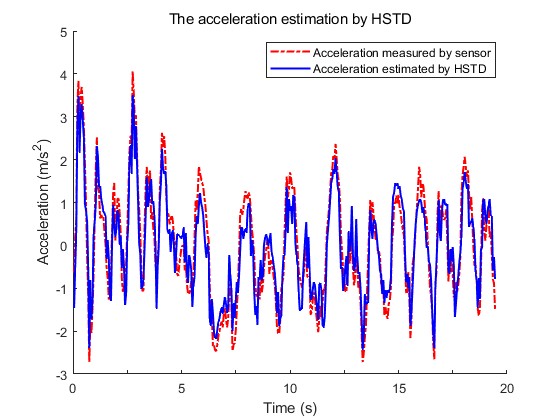 The acceleration estimation by HSTD
Acceleration measured by sensor
Acceleration estimated by HSTD
Acceleration (m/s²)
5
4
3
2
1
0
-1
-2
-3
0
5
10
15
20
Time (s)